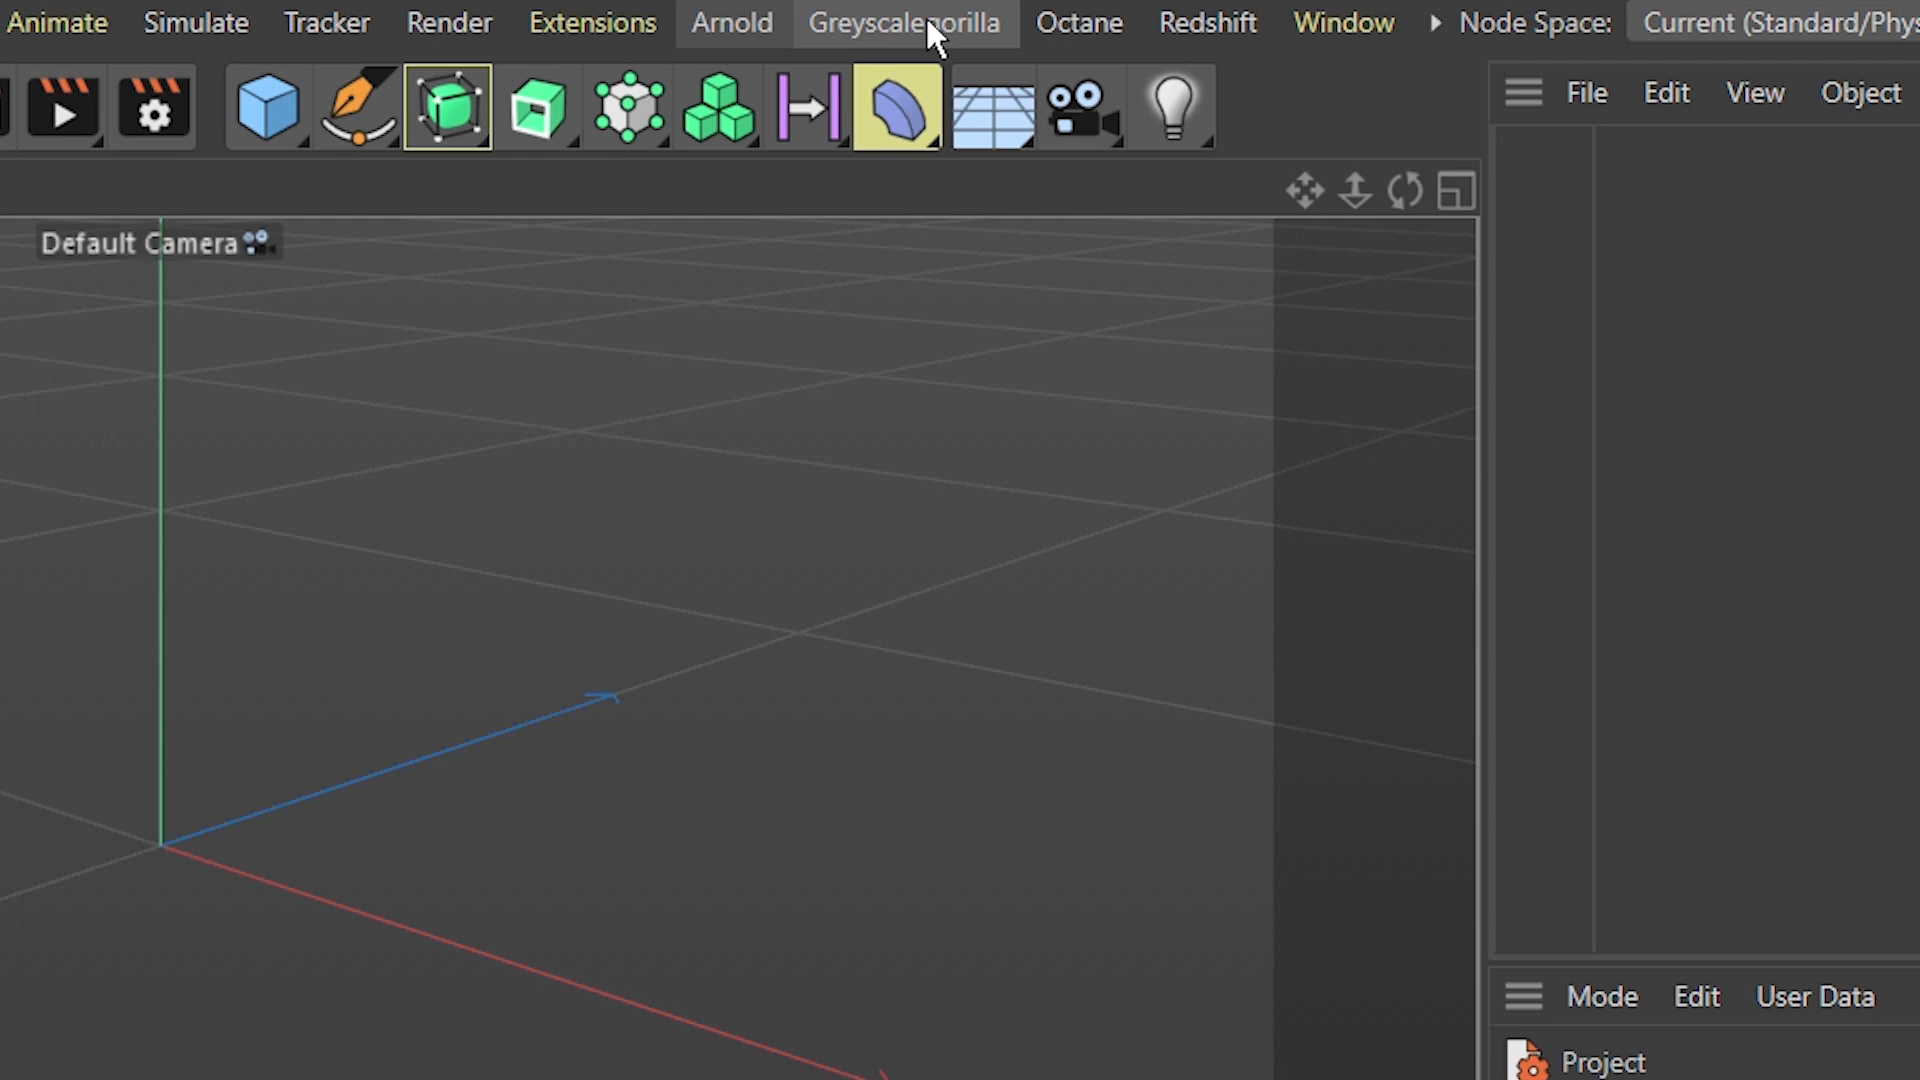 Animate Simulate Tracker Render Extensions Arnold Greyscalegorilla Octane Redshift Window Node Space: Current (Standard/Phys
File Edit View Object
Default Camera
Mode Edit User Data
Project